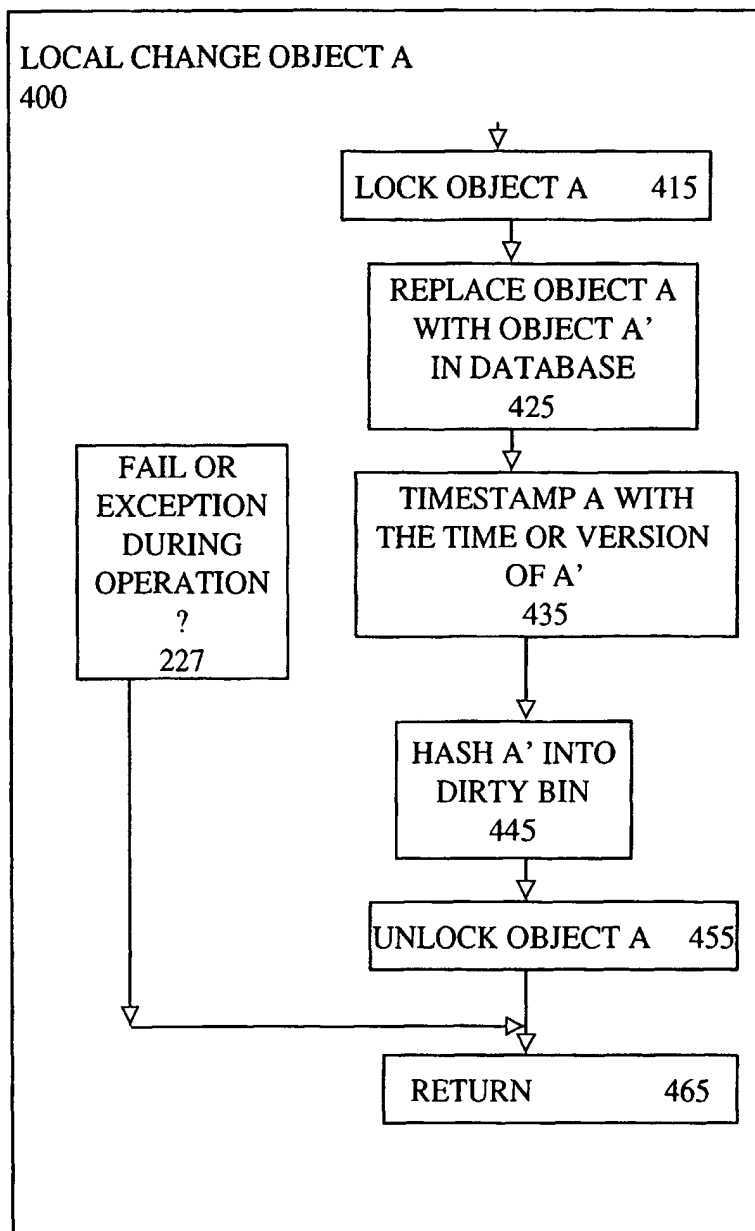 LOCAL CHANGE OBJECT A
400
LOCK OBJECT A 415
REPLACE OBJECT A
WITH OBJECT A'
IN DATABASE
425
FAIL OR
EXCEPTION
DURING
OPERATION
?
227
TIMESTAMP A WITH
THE TIME OR VERSION
OF A'
435
HASH A' INTO
DIRTY BIN
445
UNLOCK OBJECT A 455
RETURN 465